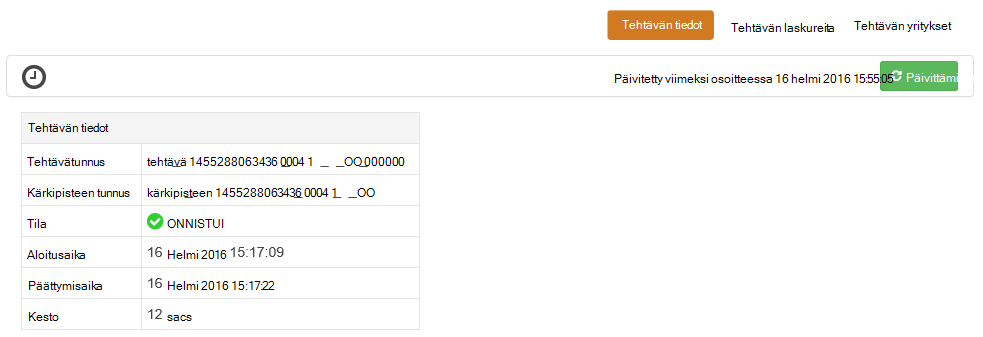 Tehtävän tiedot Tehtävän laskureita Tehtävän yritykset
Päivitetty viimeksi osoitteessa 16 helmi 2016 15:55:05 Päivittämi
Tehtävän tiedot
Tehtävätunnus tehtävä 1455288063436 0004 1 _ _OO_000000
Kärkipisteen tunnus kärkipisteen 1455288063436 0004 1_ _OO
Tila ONNISTUI
Aloitusaika 16 Helmi 2016 15:17:09
Päättymisaika 16 Helmi 2016 15:17:22
Kesto 12 sacs